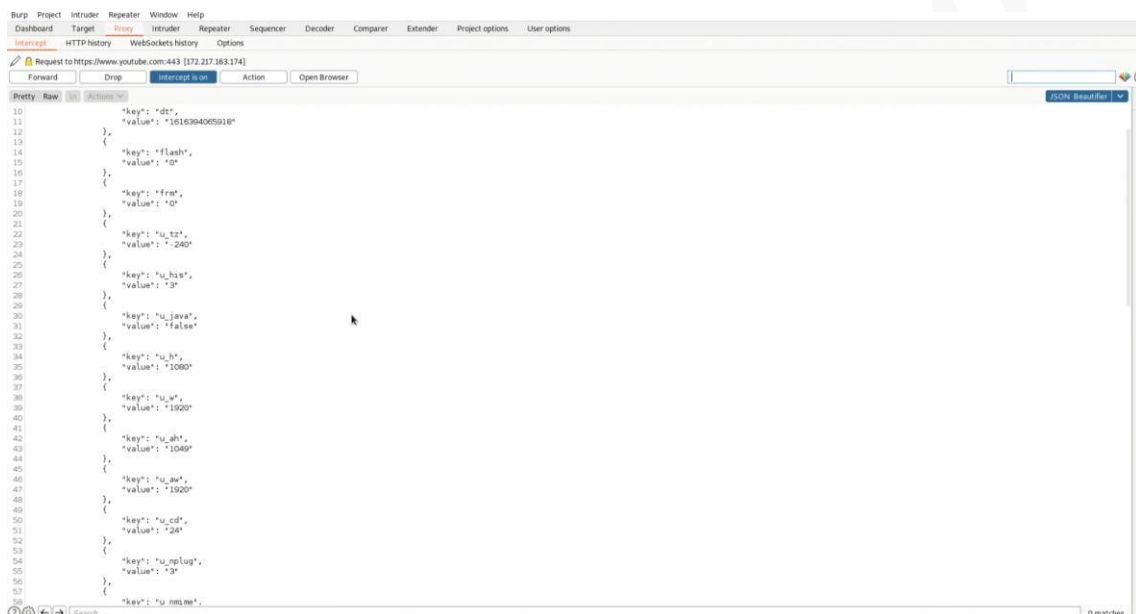 Burp Project Intruder Repeater Window Help
Dashboard Target Proxy Intruder Repeater Sequencer Decoder Comparer Extender Project options User options
Intercept HTTP history WebSockets history Options
Request to https://www.youtube.com:443 [172.217.163.174]
Forward Drop Intercept is on Action Open Browser
Pretty Raw \n Actions JSON Beautifier
10 "key": "dt",
11 "value": "1616394065918"
12 },
13 {
14 "key": "flash",
15 "value": "0"
16 },
17 {
18 "key": "frm",
19 "value": "0"
20 },
21 {
22 "key": "u_tz",
23 "value": "-240"
24 },
25 {
26 "key": "u_his",
27 "value": "3"
28 },
29 {
30 "key": "u_java",
31 "value": "false"
32 },
33 {
34 "key": "u_h",
35 "value": "1080"
36 },
37 {
38 "key": "u_w",
39 "value": "1920"
40 },
41 {
42 "key": "u_ah",
43 "value": "1049"
44 },
45 {
46 "key": "u_aw",
47 "value": "1920"
48 },
49 {
50 "key": "u_cd",
51 "value": "24"
52 },
53 {
54 "key": "u_nplug",
55 "value": "3"
56 },
57 {
58 "key": "u_nmime",
Search... 0 matches